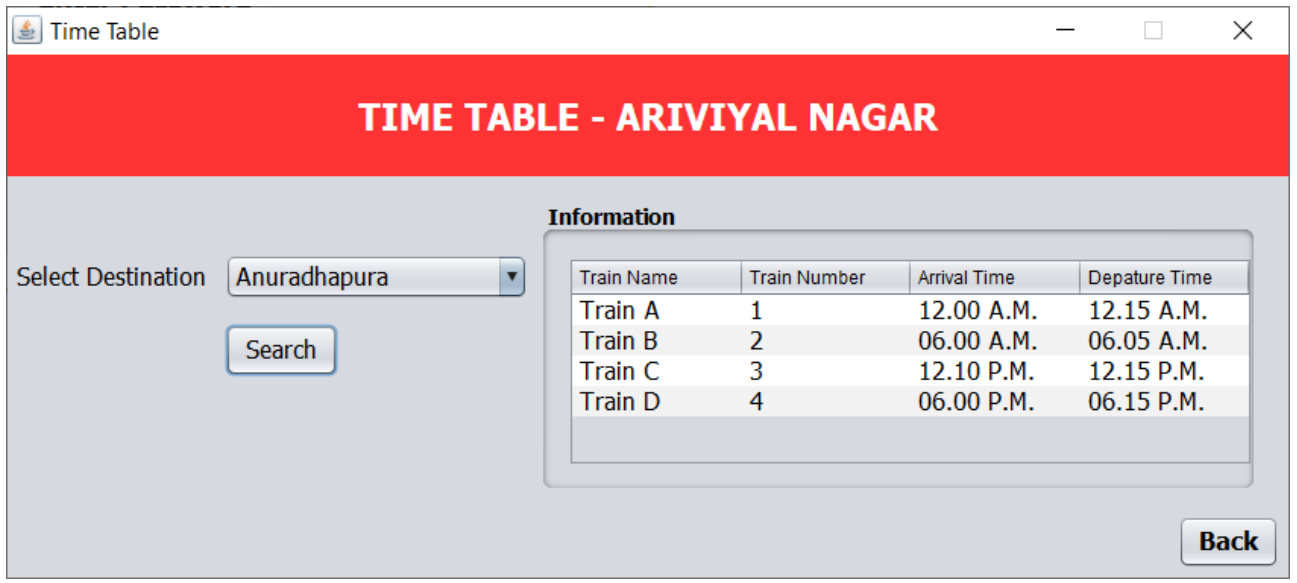 Time Table
TIME TABLE - ARIVIYAL NAGAR
Select Destination Anuradhapura
Search
Information
Train Name Train Number Arrival Time Depature Time
Train A 1 12.00 A.M. 12.15 A.M.
Train B 2 06.00 A.M. 06.05 A.M.
Train C 3 12.10 P.M. 12.15 P.M.
Train D 4 06.00 P.M. 06.15 P.M.
Back